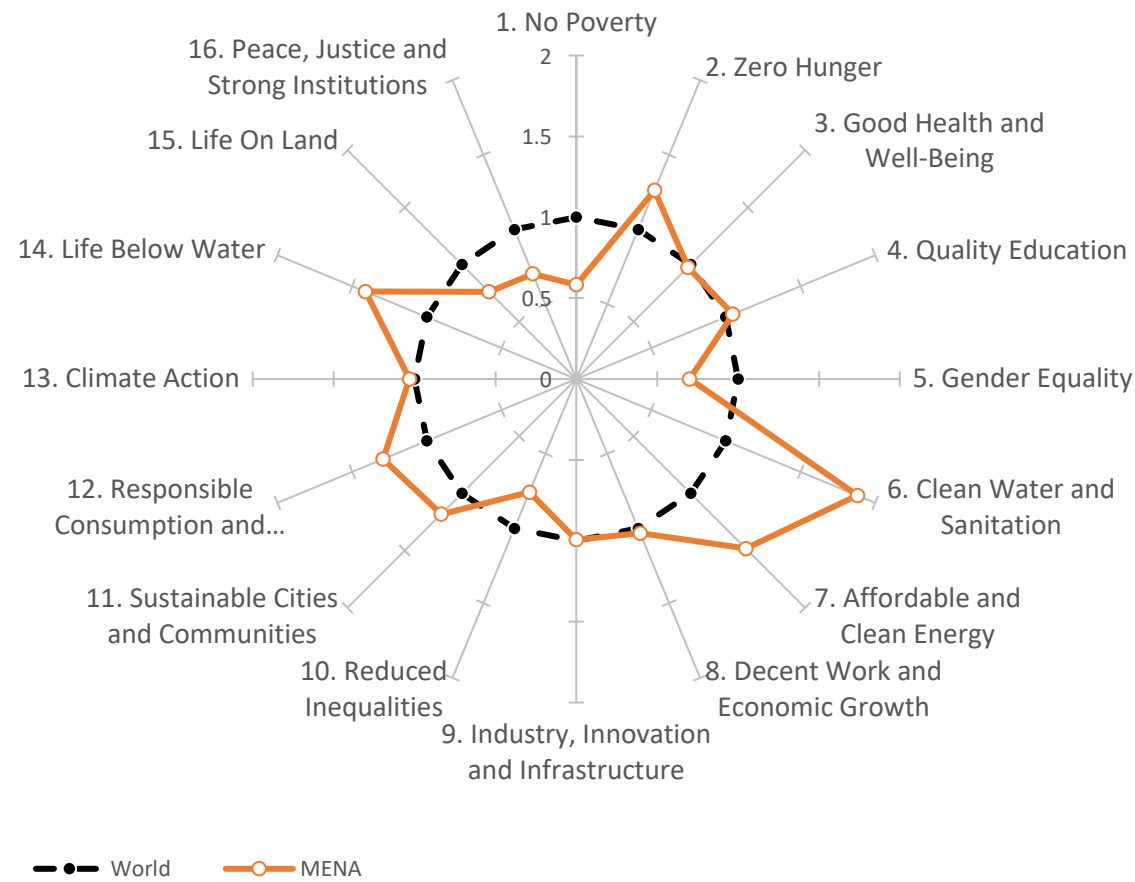 1. No Poverty
2. Zero Hunger
3. Good Health and
Well-Being
4. Quality Education
5. Gender Equality
6. Clean Water and
Sanitation
7. Affordable and
Clean Energy
8. Decent Work and
Economic Growth
9. Industry, Innovation
and Infrastructure
10. Reduced
Inequalities
11. Sustainable Cities
and Communities
12. Responsible
Consumption and...
13. Climate Action
14. Life Below Water
15. Life On Land
16. Peace, Justice and
Strong Institutions
2
1.5
1
0.5
0
World
MENA